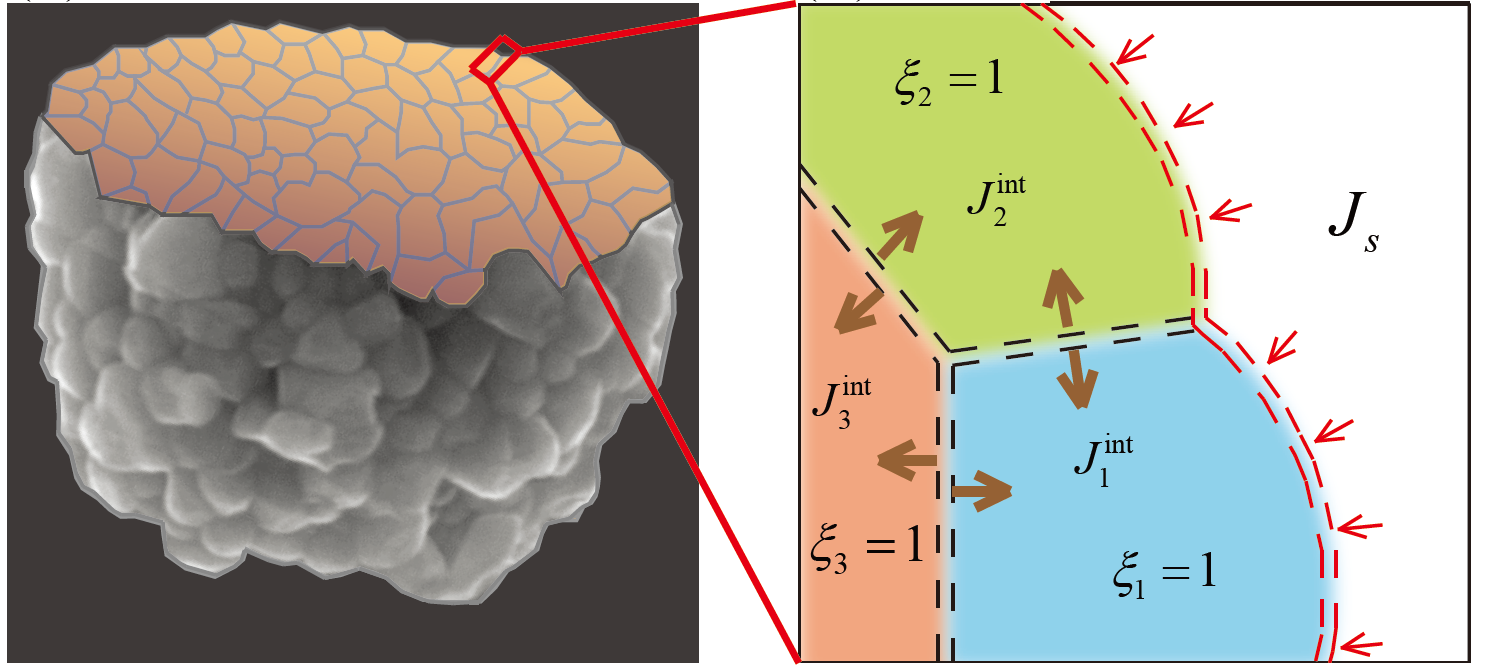 ξ₂ = 1
J₂ⁱⁿᵗ
Jₛ
J₃ⁱⁿᵗ
J₁ⁱⁿᵗ
ξ₃ = 1
ξ₁ = 1